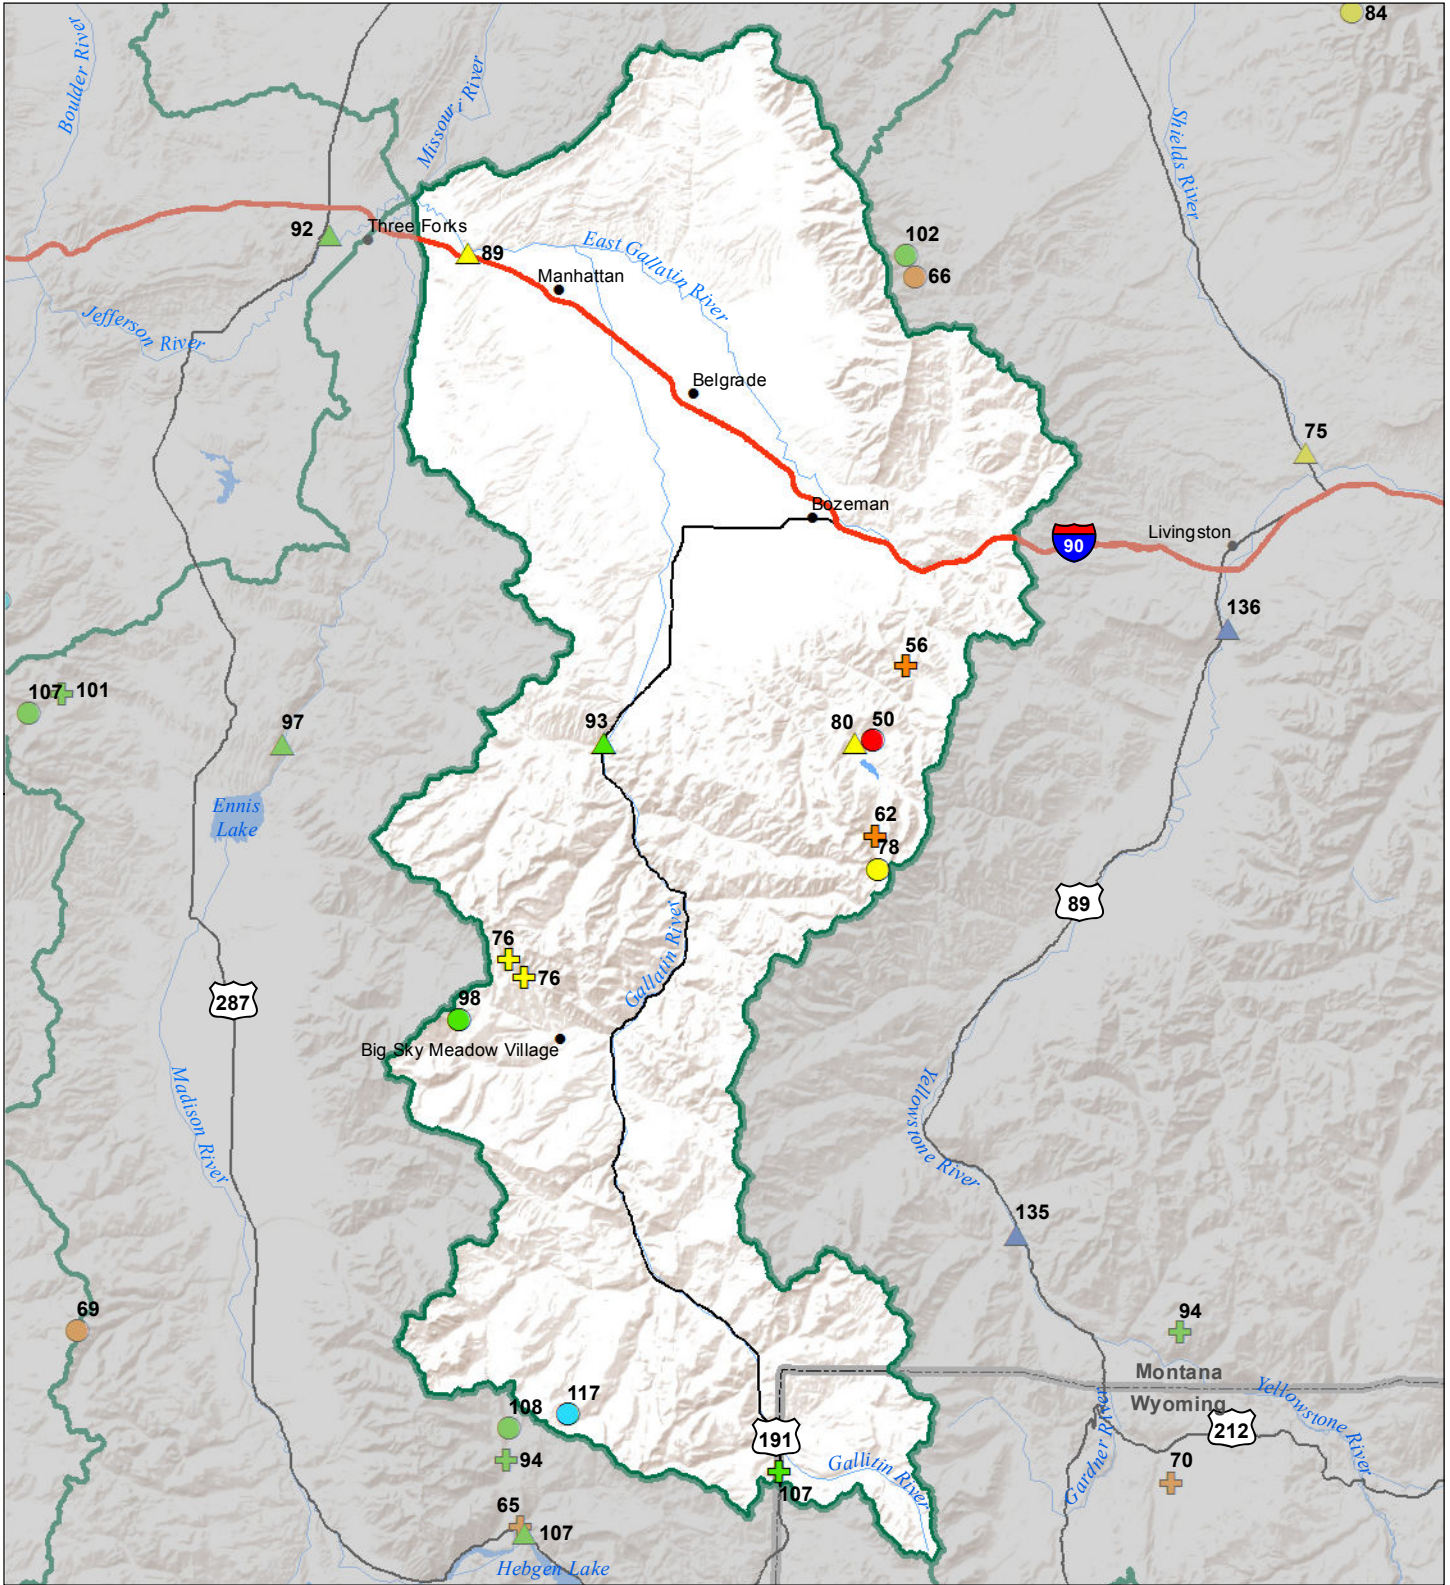 84
Boulder River
Missouri River
Shields River
92
Three Forks
89
Manhattan
East Gallatin River
102
66
Jefferson River
Belgrade
75
Bozeman
Livingston
90
136
56
107
101
97
93
80
50
Ennis
Lake
62
78
89
76
76
Gallatin River
98
287
Big Sky Meadow Village
Madison River
Yellowstone River
135
69
94
Montana
Wyoming
Yellowstone River
117
108
191
212
94
Gallitin River
Gardner River
70
107
65
107
Hebgen Lake